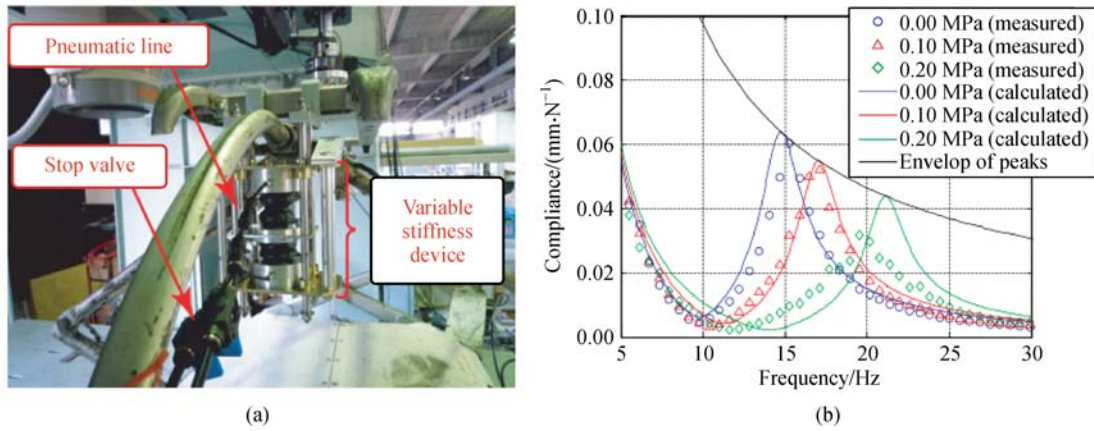 Pneumatic line
Stop valve
Variable
stiffness
device
(a)
Compliance/(mm·N⁻¹)
0.10
0.08
0.06
0.04
0.02
0.00
5
10
15
20
25
30
Frequency/Hz
0.00 MPa (measured)
0.10 MPa (measured)
0.20 MPa (measured)
0.00 MPa (calculated)
0.10 MPa (calculated)
0.20 MPa (calculated)
Envelop of peaks
(b)